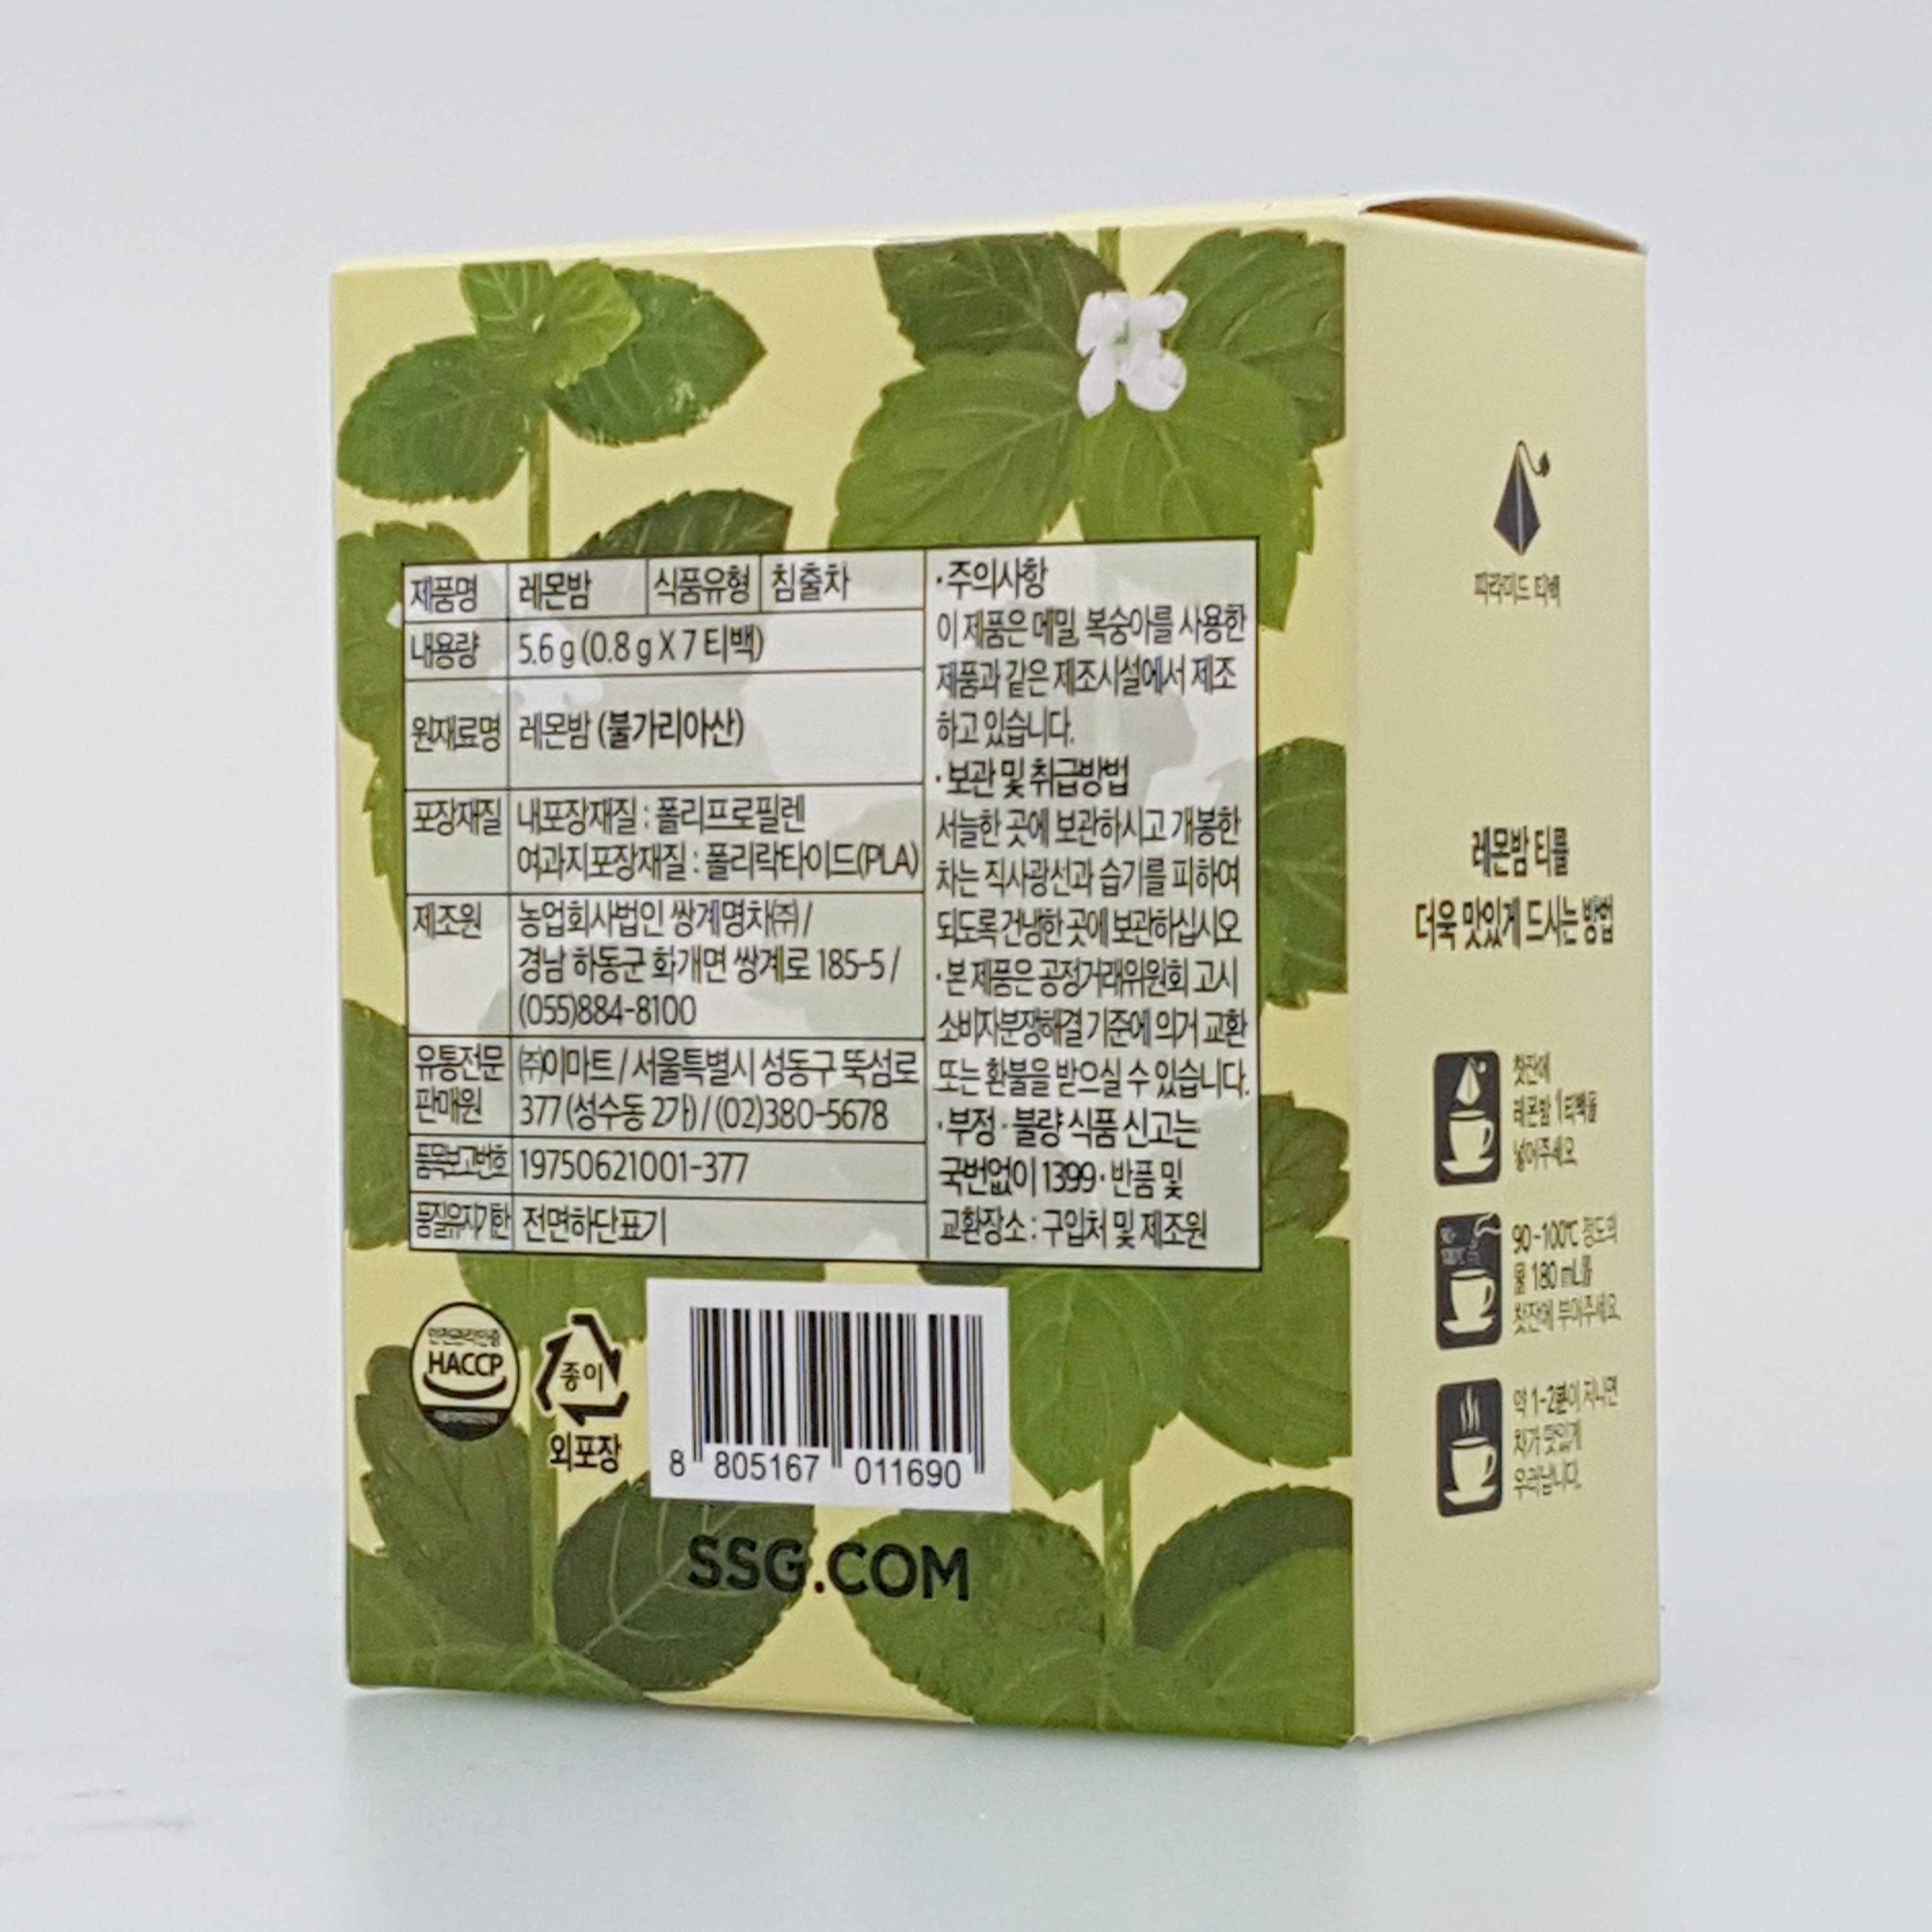 제품명 레몬밤 식품유형 침출차
내용량 5.6 g (0.8 g X 7 티백)
원재료명 레몬밤 (불가리아산)
포장재질 내포장재질 : 폴리프로필렌
여과지포장재질 : 폴리락타이드(PLA)
제조원 농업회사법인 쌍계명차㈜ /
경남 하동군 화개면 쌍계로 185-5 /
(055)884-8100
유통전문
판매원
㈜이마트 / 서울특별시 성동구 뚝섬로
377 (성수동 2가) / (02)380-5678
품목보고번호 19750621001-377
품질유지기한 전면하단표기
· 주의사항
이 제품은 메밀, 복숭아를 사용한
제품과 같은 제조시설에서 제조
하고 있습니다.
· 보관 및 취급방법
서늘한 곳에 보관하시고 개봉한
차는 직사광선과 습기를 피하여
되도록 건냉한 곳에 보관하십시오
· 본 제품은 공정거래위원회 고시
소비자분쟁해결 기준에 의거 교환
또는 환불을 받으실 수 있습니다.
· 부정 · 불량 식품 신고는
국번없이 1399 · 반품 및
교환장소 : 구입처 및 제조원
안전관리인증
HACCP
종이
외포장
8 805167 011690
SSG.COM
피라미드 티백
레몬밤 티를
더욱 맛있게 드시는 방법
찻잔에
레몬밤 1티백을
넣어주세요.
90-100℃ 정도의
물 180 mL를
찻잔에 부어주세요.
약 1-2분이 지나면
차가 맛있게
우러납니다.